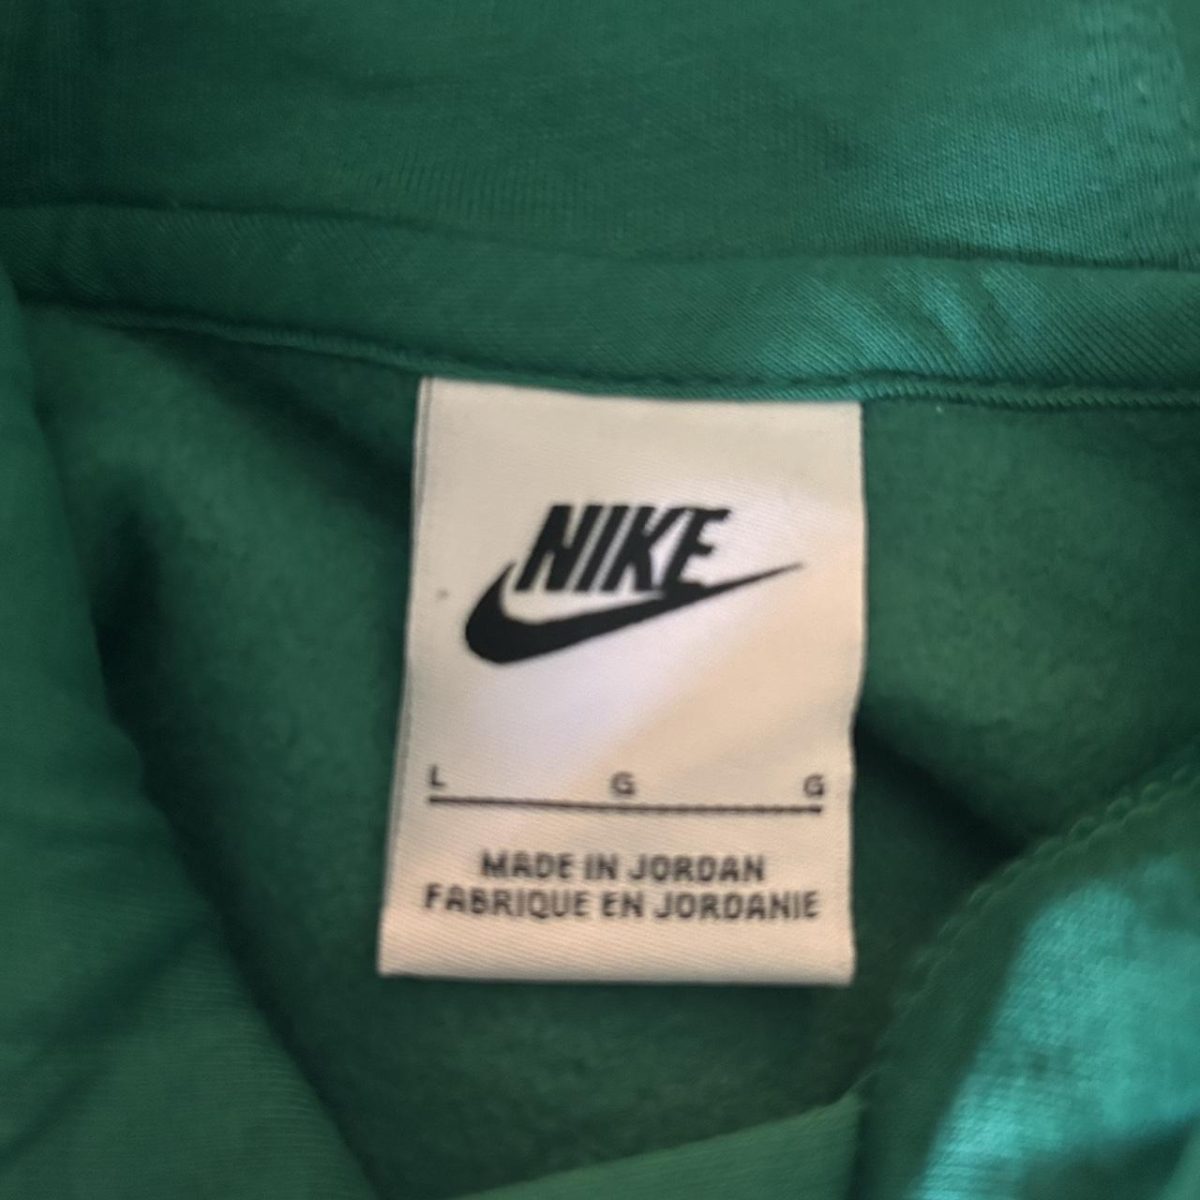 NIKE
L G G
MADE IN JORDAN
FABRIQUE EN JORDANIE